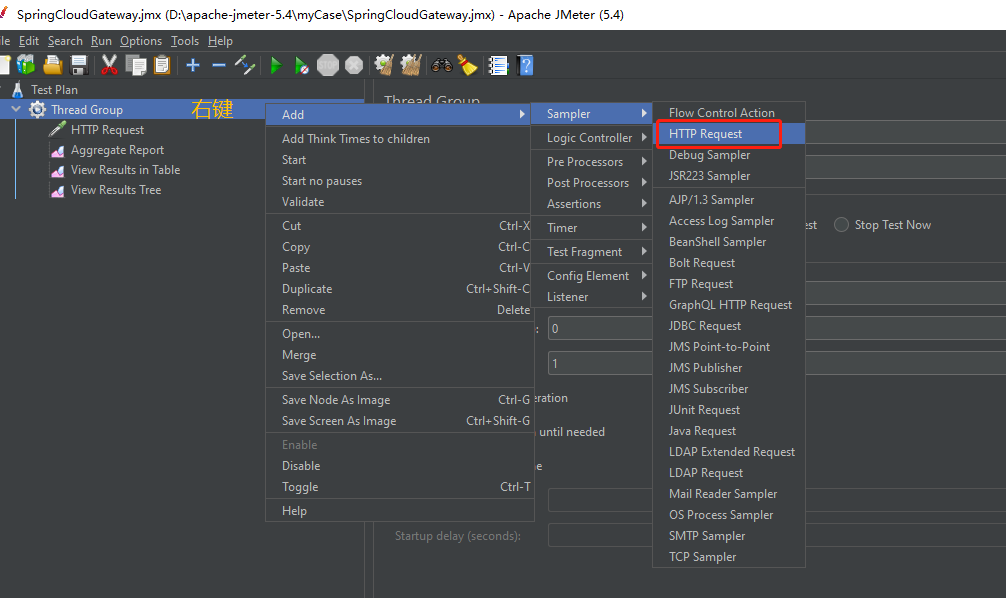 SpringCloudGateway.jmx (D:\apache-jmeter-5.4\myCase\SpringCloudGateway.jmx) - Apache JMeter (5.4)
Edit Search Run Options Tools Help
STOP
Test Plan
Thread Group
右键
HTTP Request
Aggregate Report
View Results in Table
View Results Tree
Thread Group
Add
Add Think Times to children
Start
Start no pauses
Validate
Cut Ctrl-X
Copy Ctrl-C
Paste Ctrl-V
Duplicate Ctrl+Shift-C
Remove Delete
Open...
Merge
Save Selection As...
Save Node As Image Ctrl-G
Save Screen As Image Ctrl+Shift-G
Enable
Disable
Toggle Ctrl-T
Help
Sampler
Logic Controller
Pre Processors
Post Processors
Assertions
Timer
Test Fragment
Config Element
Listener
Flow Control Action
HTTP Request
Debug Sampler
JSR223 Sampler
AJP/1.3 Sampler
Access Log Sampler
BeanShell Sampler
Bolt Request
FTP Request
GraphQL HTTP Request
JDBC Request
JMS Point-to-Point
JMS Publisher
JMS Subscriber
JUnit Request
Java Request
LDAP Extended Request
LDAP Request
Mail Reader Sampler
OS Process Sampler
SMTP Sampler
TCP Sampler
Stop Test Now
0
1
until needed
Startup delay (seconds):